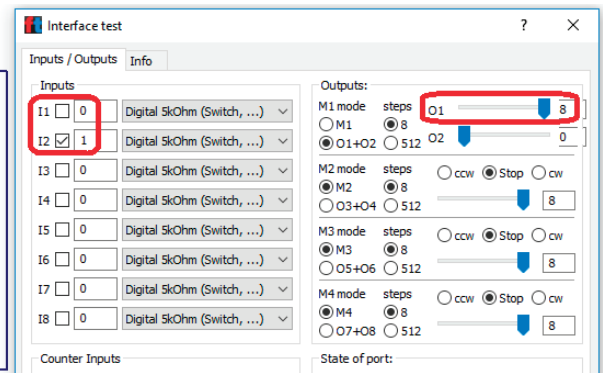 Interface test ? ×
Inputs / Outputs Info
Inputs
I1 0 Digital 5kOhm (Switch, ...)
I2 1 Digital 5kOhm (Switch, ...)
I3 0 Digital 5kOhm (Switch, ...)
I4 0 Digital 5kOhm (Switch, ...)
I5 0 Digital 5kOhm (Switch, ...)
I6 0 Digital 5kOhm (Switch, ...)
I7 0 Digital 5kOhm (Switch, ...)
I8 0 Digital 5kOhm (Switch, ...)
Counter Inputs
Outputs:
M1 mode steps O1 8
M1 8
O1+O2 512 O2 0
M2 mode steps ccw Stop cw
M2 8
O3+O4 512 8
M3 mode steps ccw Stop cw
M3 8
O5+O6 512 8
M4 mode steps ccw Stop cw
M4 8
O7+O8 512 8
State of port: